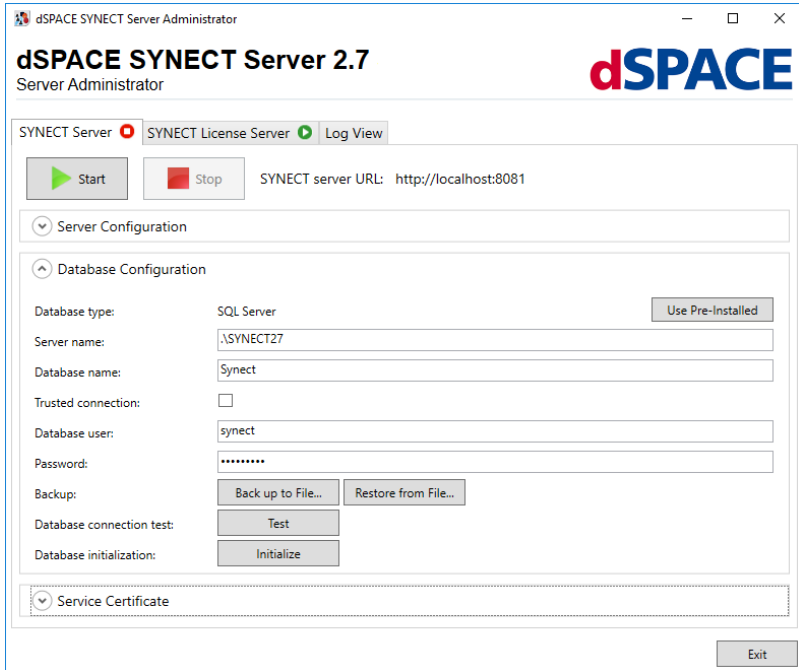 dSPACE SYNECT Server Administrator
dSPACE SYNECT Server 2.7
Server Administrator
dSPACE
SYNECT Server SYNECT License Server Log View
Start Stop SYNECT server URL: http://localhost:8081
Server Configuration
Database Configuration
Database type: SQL Server Use Pre-Installed
Server name: .\SYNECT27
Database name: Synect
Trusted connection:
Database user: synect
Password: •••••••••
Backup: Back up to File... Restore from File...
Database connection test: Test
Database initialization: Initialize
Service Certificate
Exit